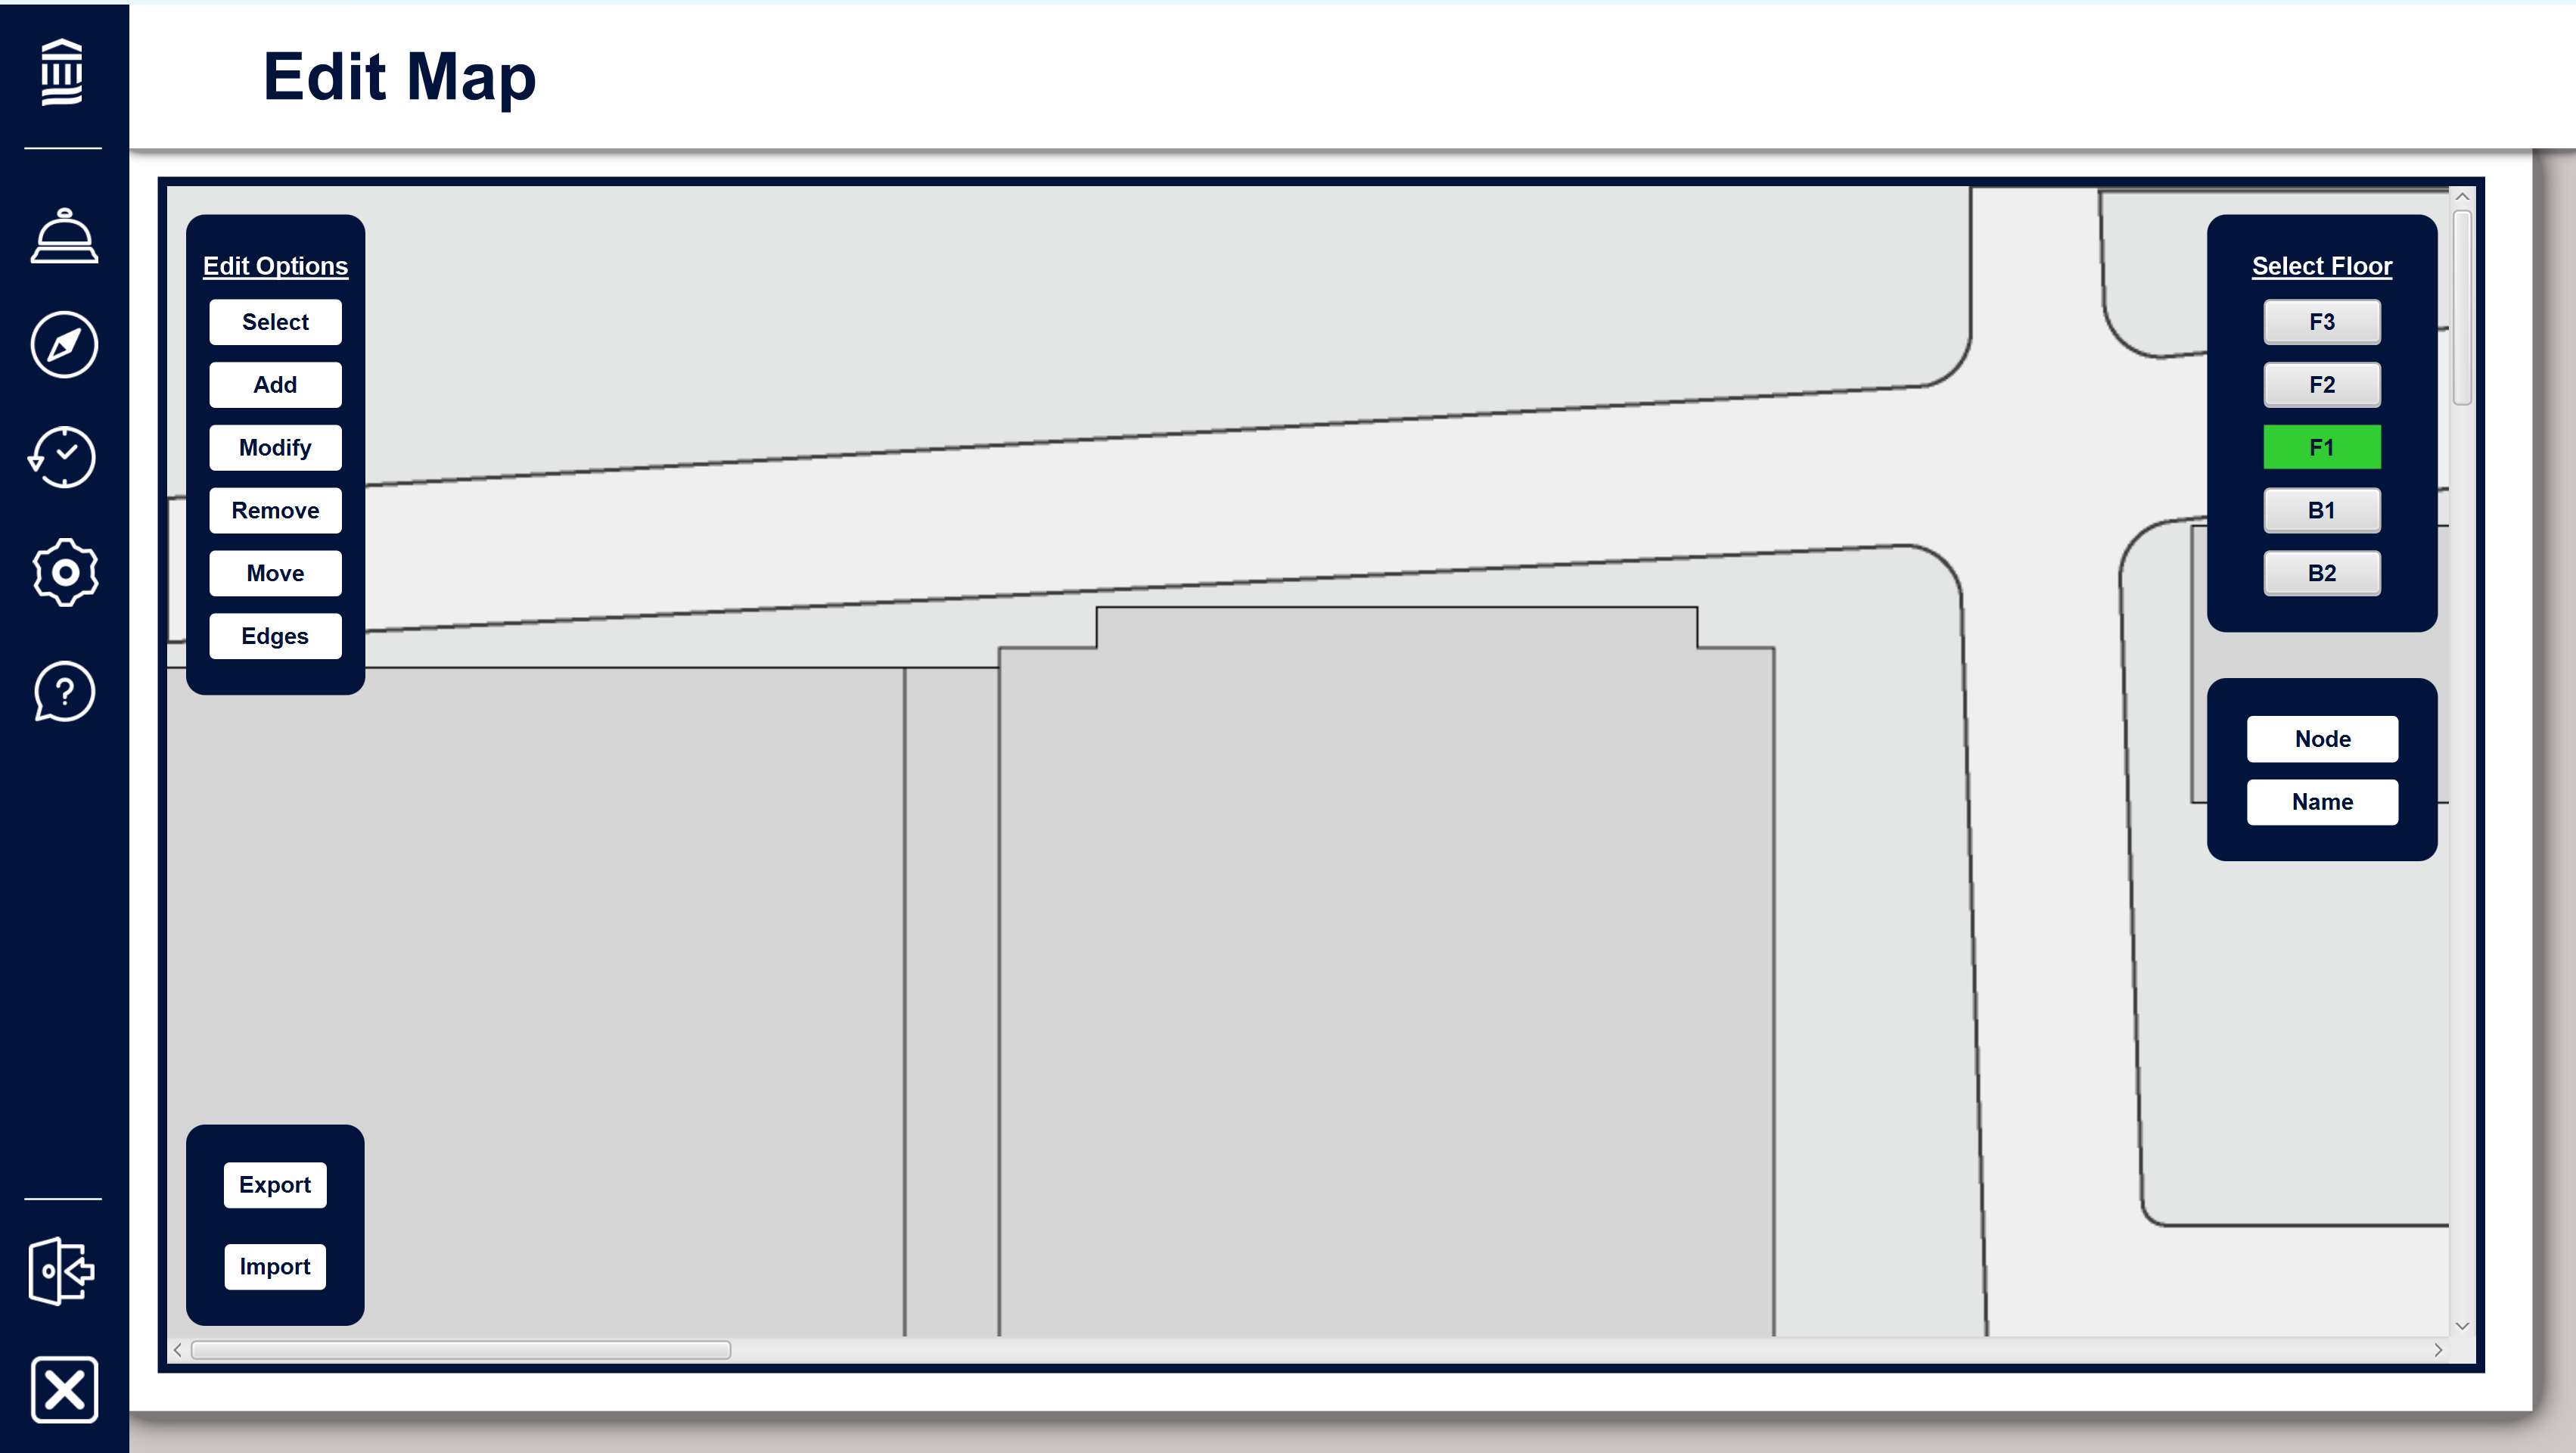 Edit Map
Edit Options
Select
Add
Modify
Remove
Move
Edges
Export
Import
Select Floor
F3
F2
F1
B1
B2
Node
Name